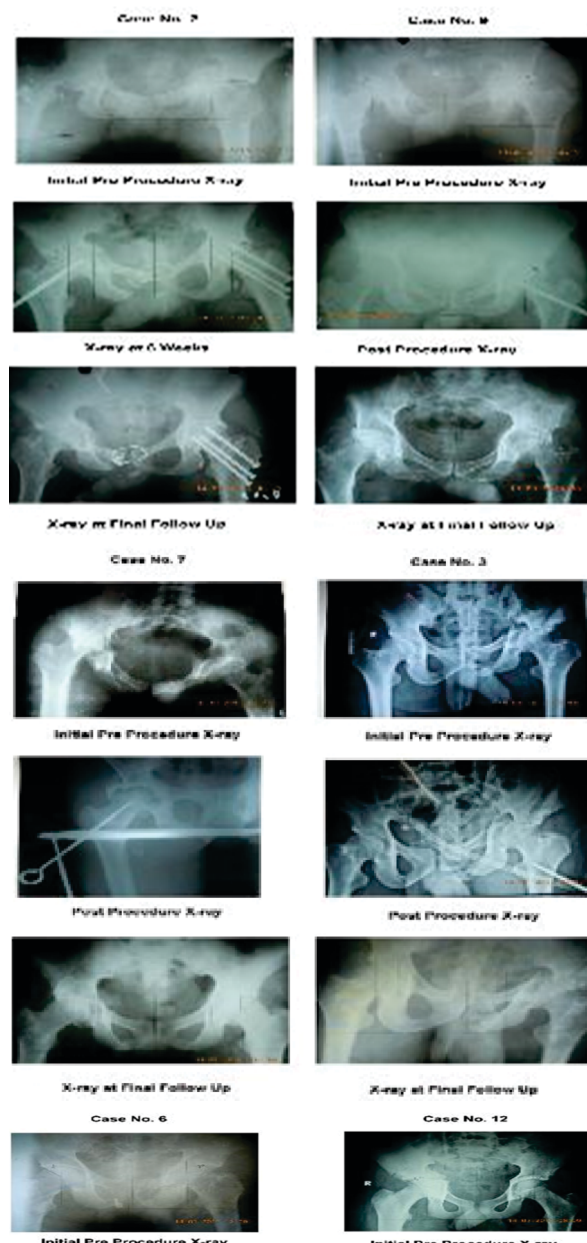 Case No. 2
Case No. 9
Initial Pre Procedure X-ray
Initial Pre Procedure X-ray
X-ray at 6 Weeks
Post Procedure X-ray
X-ray at Final Follow Up
X-ray at Final Follow Up
Case No. 7
Case No. 3
Initial Pre Procedure X-ray
Initial Pre Procedure X-ray
Post Procedure X-ray
Post Procedure X-ray
X-ray at Final Follow Up
X-ray at Final Follow Up
Case No. 6
Case No. 12
R
Initial Pre Procedure X-ray
Initial Pre Procedure X-ray